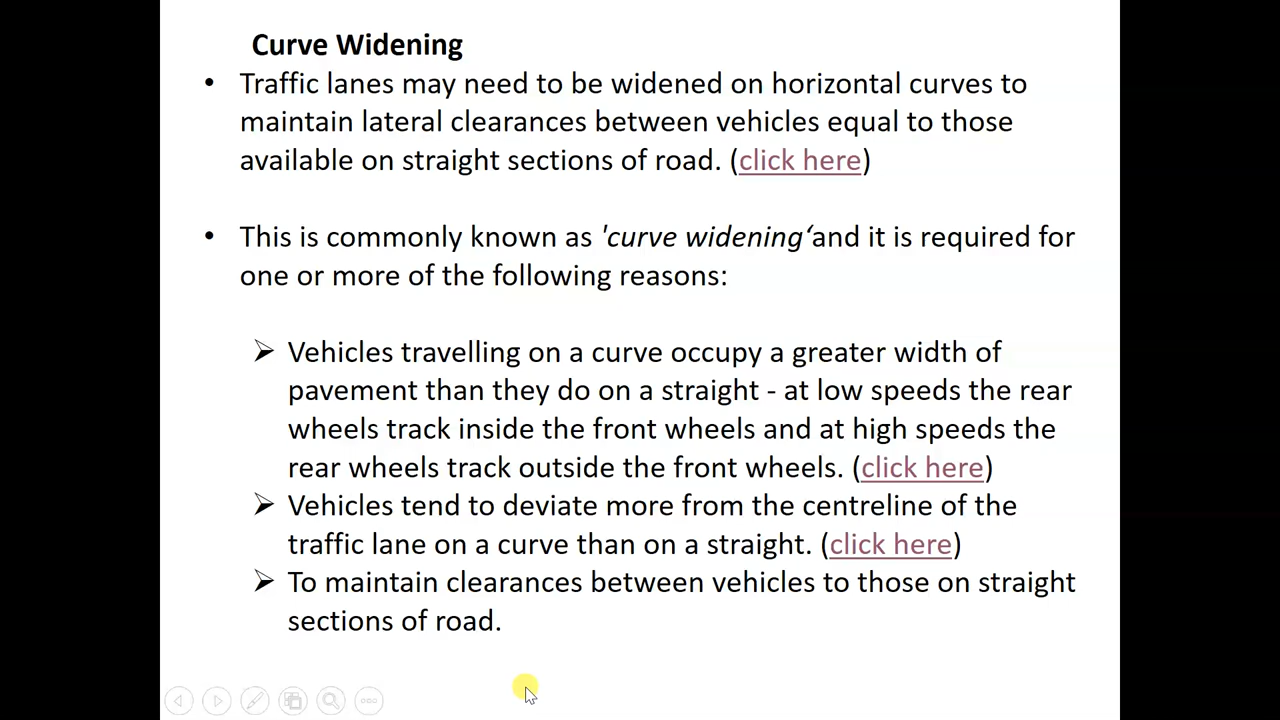 Curve Widening
• Traffic lanes may need to be widened on horizontal curves to
maintain lateral clearances between vehicles equal to those
available on straight sections of road. (click here)
• This is commonly known as 'curve widening‘and it is required for
one or more of the following reasons:
➢ Vehicles travelling on a curve occupy a greater width of
pavement than they do on a straight - at low speeds the rear
wheels track inside the front wheels and at high speeds the
rear wheels track outside the front wheels. (click here)
➢ Vehicles tend to deviate more from the centreline of the
traffic lane on a curve than on a straight. (click here)
➢ To maintain clearances between vehicles to those on straight
sections of road.